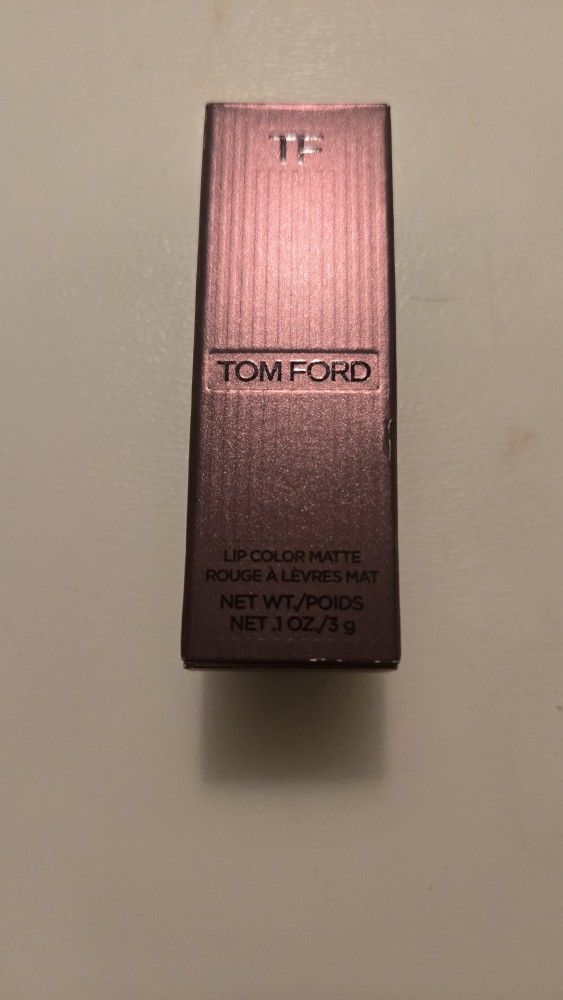 TF
TOM FORD
LIP COLOR MATTE
ROUGE À LÈVRES MAT
NET WT./POIDS
NET .1 OZ./3 g